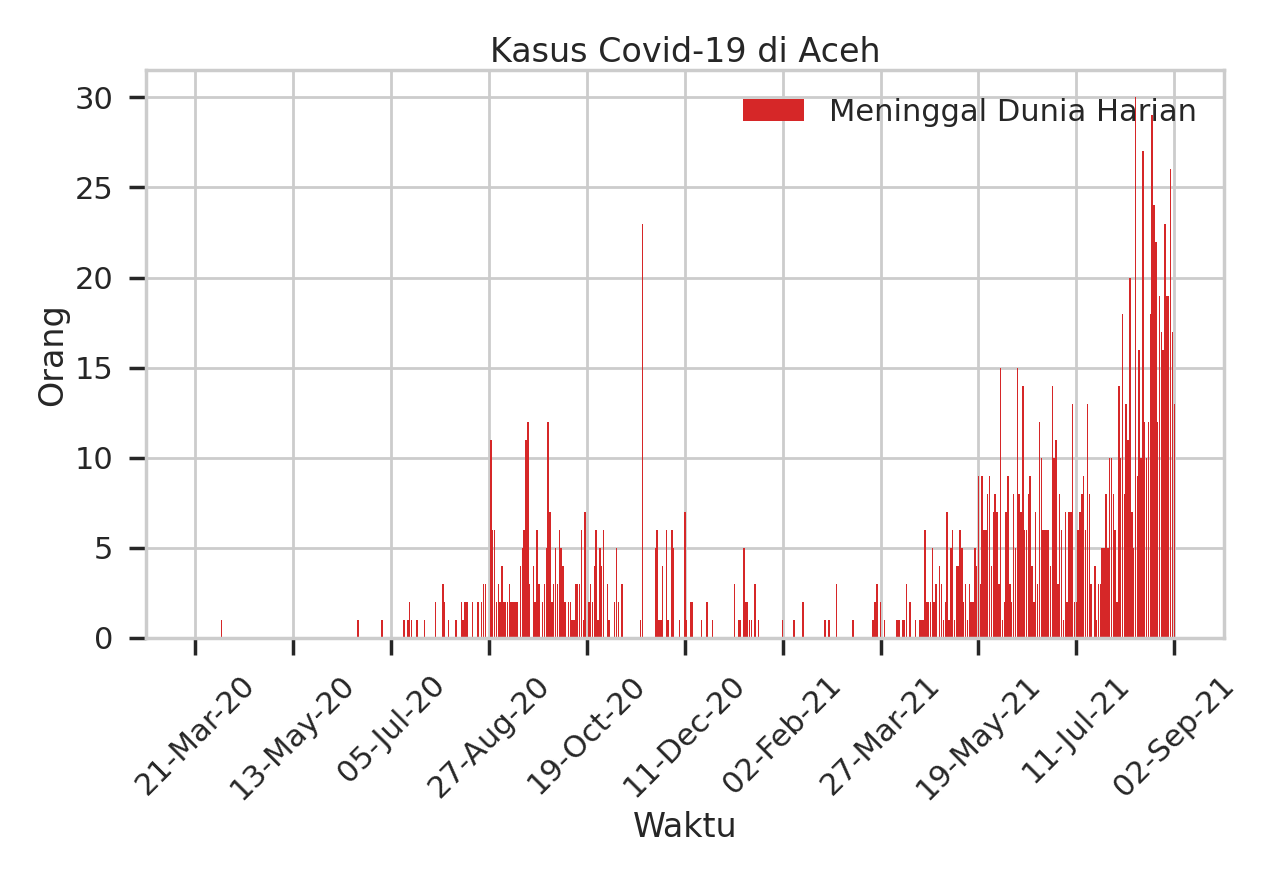 Kasus Covid-19 di Aceh
Meninggal Dunia Harian
Orang
30
25
20
15
10
5
0
21-Mar-20
13-May-20
05-Jul-20
27-Aug-20
19-Oct-20
11-Dec-20
02-Feb-21
27-Mar-21
19-May-21
11-Jul-21
02-Sep-21
Waktu